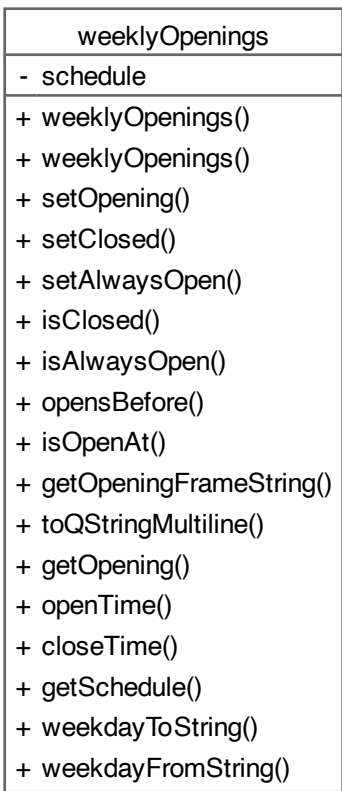 weeklyOpenings
- schedule
+ weeklyOpenings()
+ weeklyOpenings()
+ setOpening()
+ setClosed()
+ setAlwaysOpen()
+ isClosed()
+ isAlwaysOpen()
+ opensBefore()
+ isOpenAt()
+ getOpeningFrameString()
+ toQStringMultiline()
+ getOpening()
+ openTime()
+ closeTime()
+ getSchedule()
+ weekdayToString()
+ weekdayFromString()